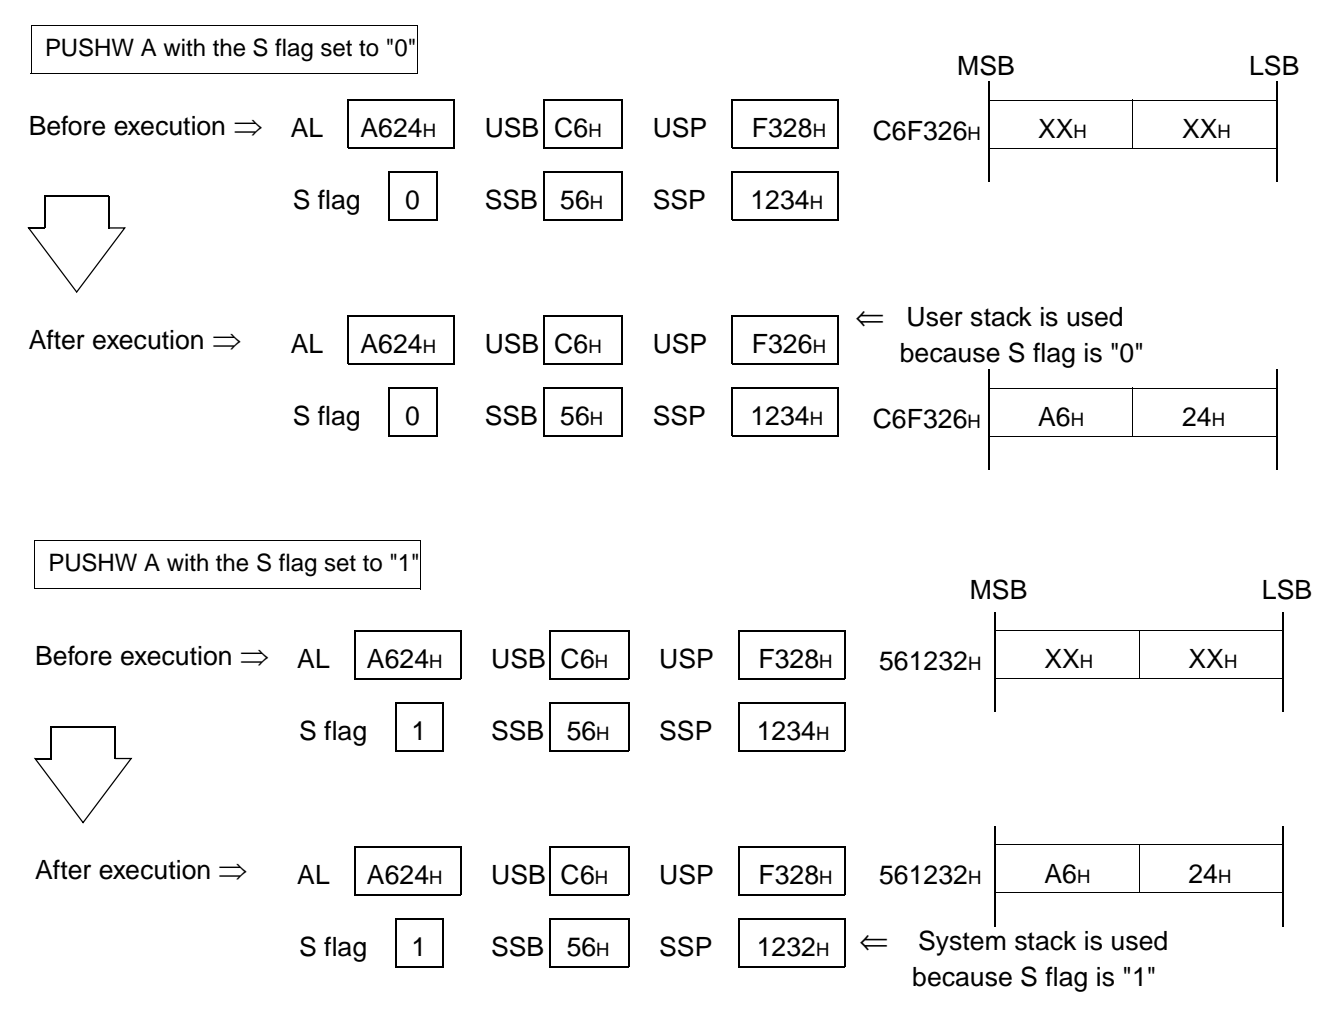 PUSHW A with the S flag set to "0"
MSB LSB
Before execution ⇒ AL A624H USB C6H USP F328H C6F326H XXH XXH
S flag 0 SSB 56H SSP 1234H
After execution ⇒ AL A624H USB C6H USP F326H ⇐ User stack is used
because S flag is "0"
S flag 0 SSB 56H SSP 1234H C6F326H A6H 24H
PUSHW A with the S flag set to "1"
MSB LSB
Before execution ⇒ AL A624H USB C6H USP F328H 561232H XXH XXH
S flag 1 SSB 56H SSP 1234H
After execution ⇒ AL A624H USB C6H USP F328H 561232H A6H 24H
S flag 1 SSB 56H SSP 1232H ⇐ System stack is used
because S flag is "1"